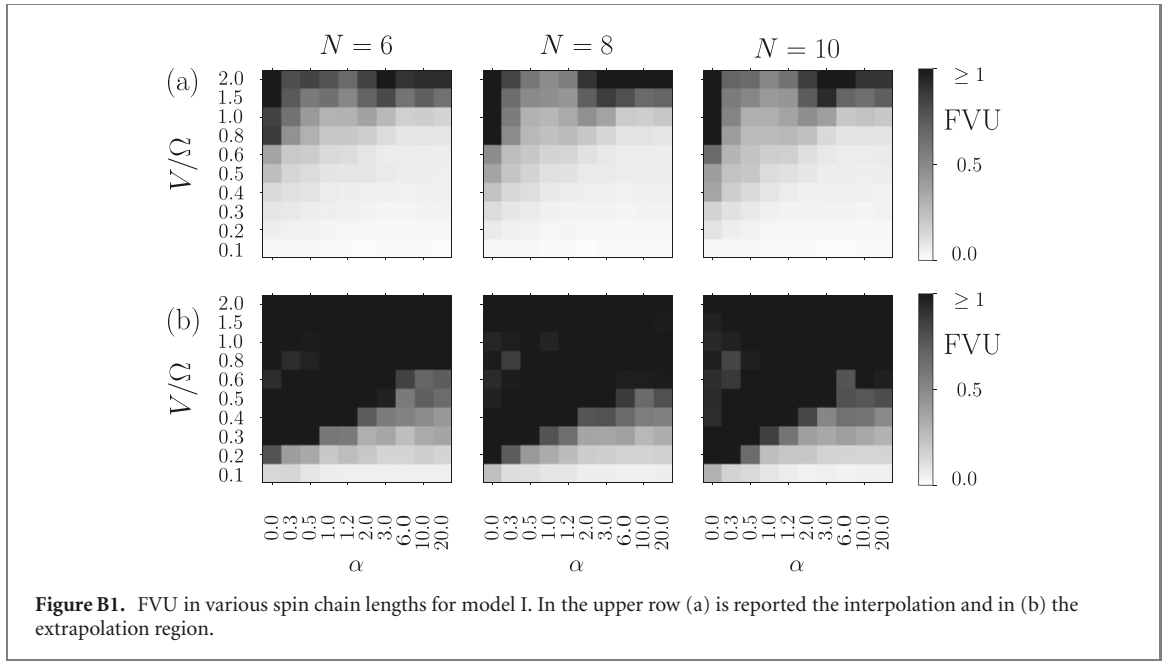 N = 6
N = 8
N = 10
(a)
V/Ω
2.0
1.5
1.0
0.8
0.6
0.5
0.4
0.3
0.2
0.1
≥ 1
FVU
0.5
0.0
(b)
V/Ω
2.0
1.5
1.0
0.8
0.6
0.5
0.4
0.3
0.2
0.1
≥ 1
FVU
0.5
0.0
0.0 0.3 0.5 1.0 1.2 2.0 3.0 6.0 10.0 20.0
α
0.0 0.3 0.5 1.0 1.2 2.0 3.0 6.0 10.0 20.0
α
0.0 0.3 0.5 1.0 1.2 2.0 3.0 6.0 10.0 20.0
α
Figure B1. FVU in various spin chain lengths for model I. In the upper row (a) is reported the interpolation and in (b) the
extrapolation region.